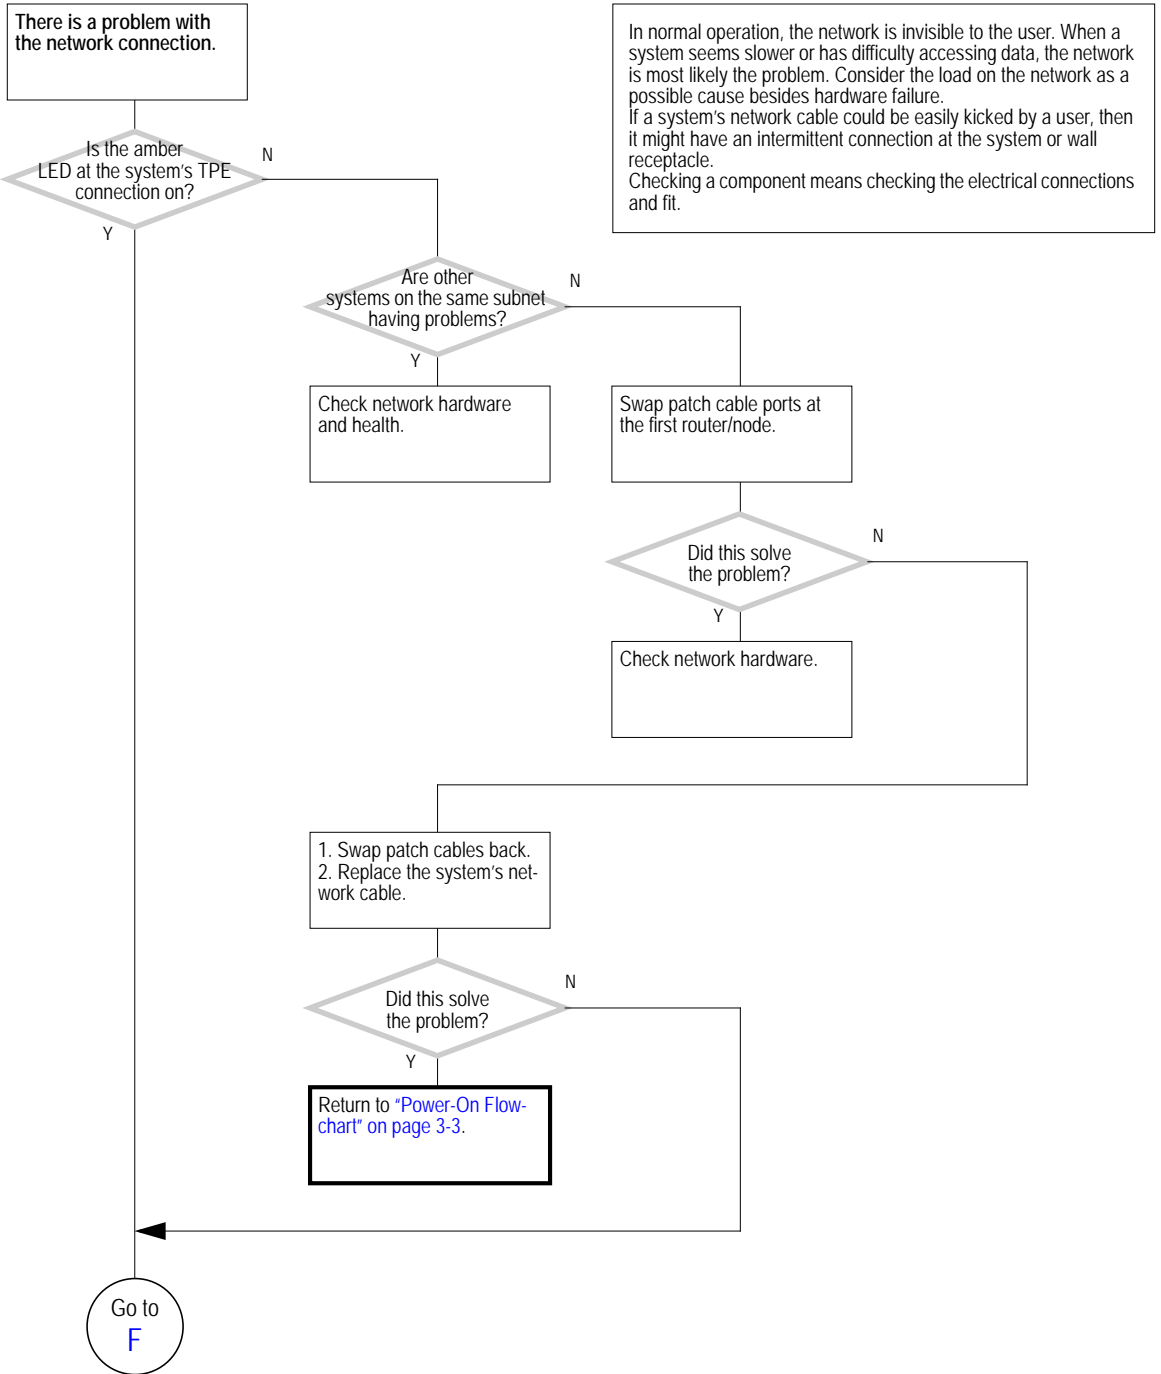 There is a problem with
the network connection.
In normal operation, the network is invisible to the user. When a
system seems slower or has difficulty accessing data, the network
is most likely the problem. Consider the load on the network as a
possible cause besides hardware failure.
If a system's network cable could be easily kicked by a user, then
it might have an intermittent connection at the system or wall
receptacle.
Checking a component means checking the electrical connections
and fit.
Is the amber
LED at the system's TPE
connection on?
N
Y
Are other
systems on the same subnet
having problems?
N
Y
Check network hardware
and health.
Swap patch cable ports at
the first router/node.
Did this solve
the problem?
N
Y
Check network hardware.
1. Swap patch cables back.
2. Replace the system's net-
work cable.
Did this solve
the problem?
N
Y
Return to "Power-On Flow-
chart" on page 3-3.
Go to
F